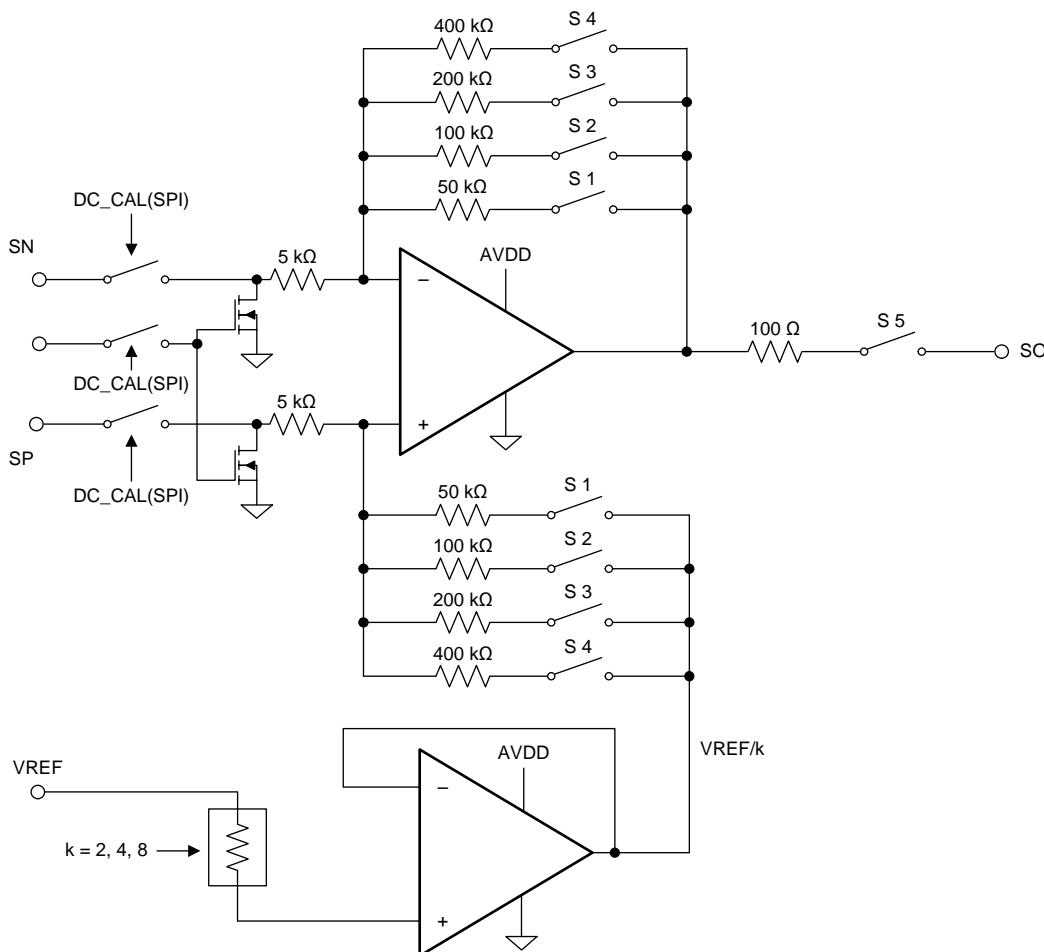 S 4
400 kΩ
S 3
200 kΩ
S 2
100 kΩ
S 1
50 kΩ
DC_CAL(SPI)
SN
5 kΩ
AVDD
−
DC_CAL(SPI)
100 Ω
S 5
SO
5 kΩ
+
SP
DC_CAL(SPI)
S 1
50 kΩ
S 2
100 kΩ
S 3
200 kΩ
S 4
400 kΩ
VREF/k
AVDD
VREF
−
k = 2, 4, 8
+